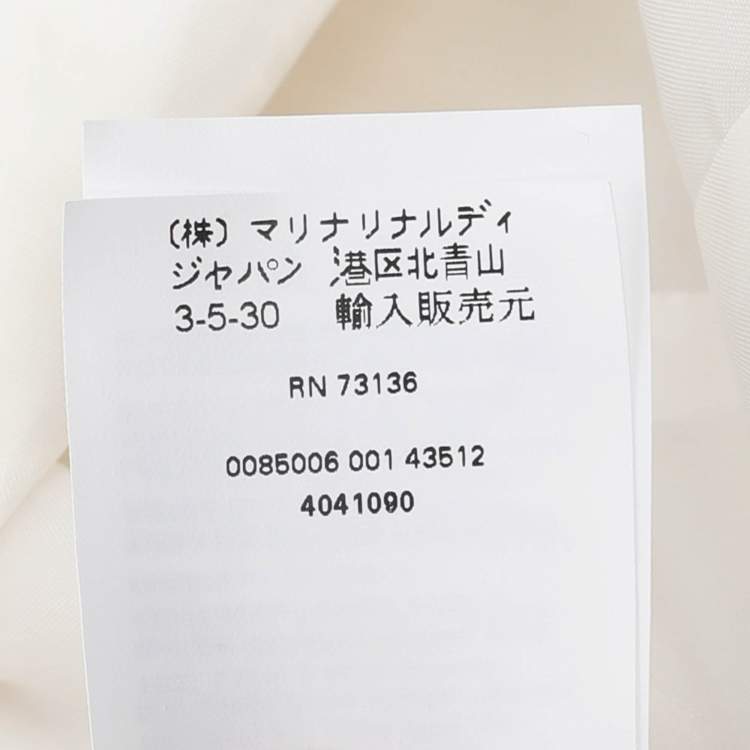 (株) マリナリナルディ
ジャパン 港区北青山
3-5-30 輸入販売元
RN 73136
0085006 001 43512
4041090